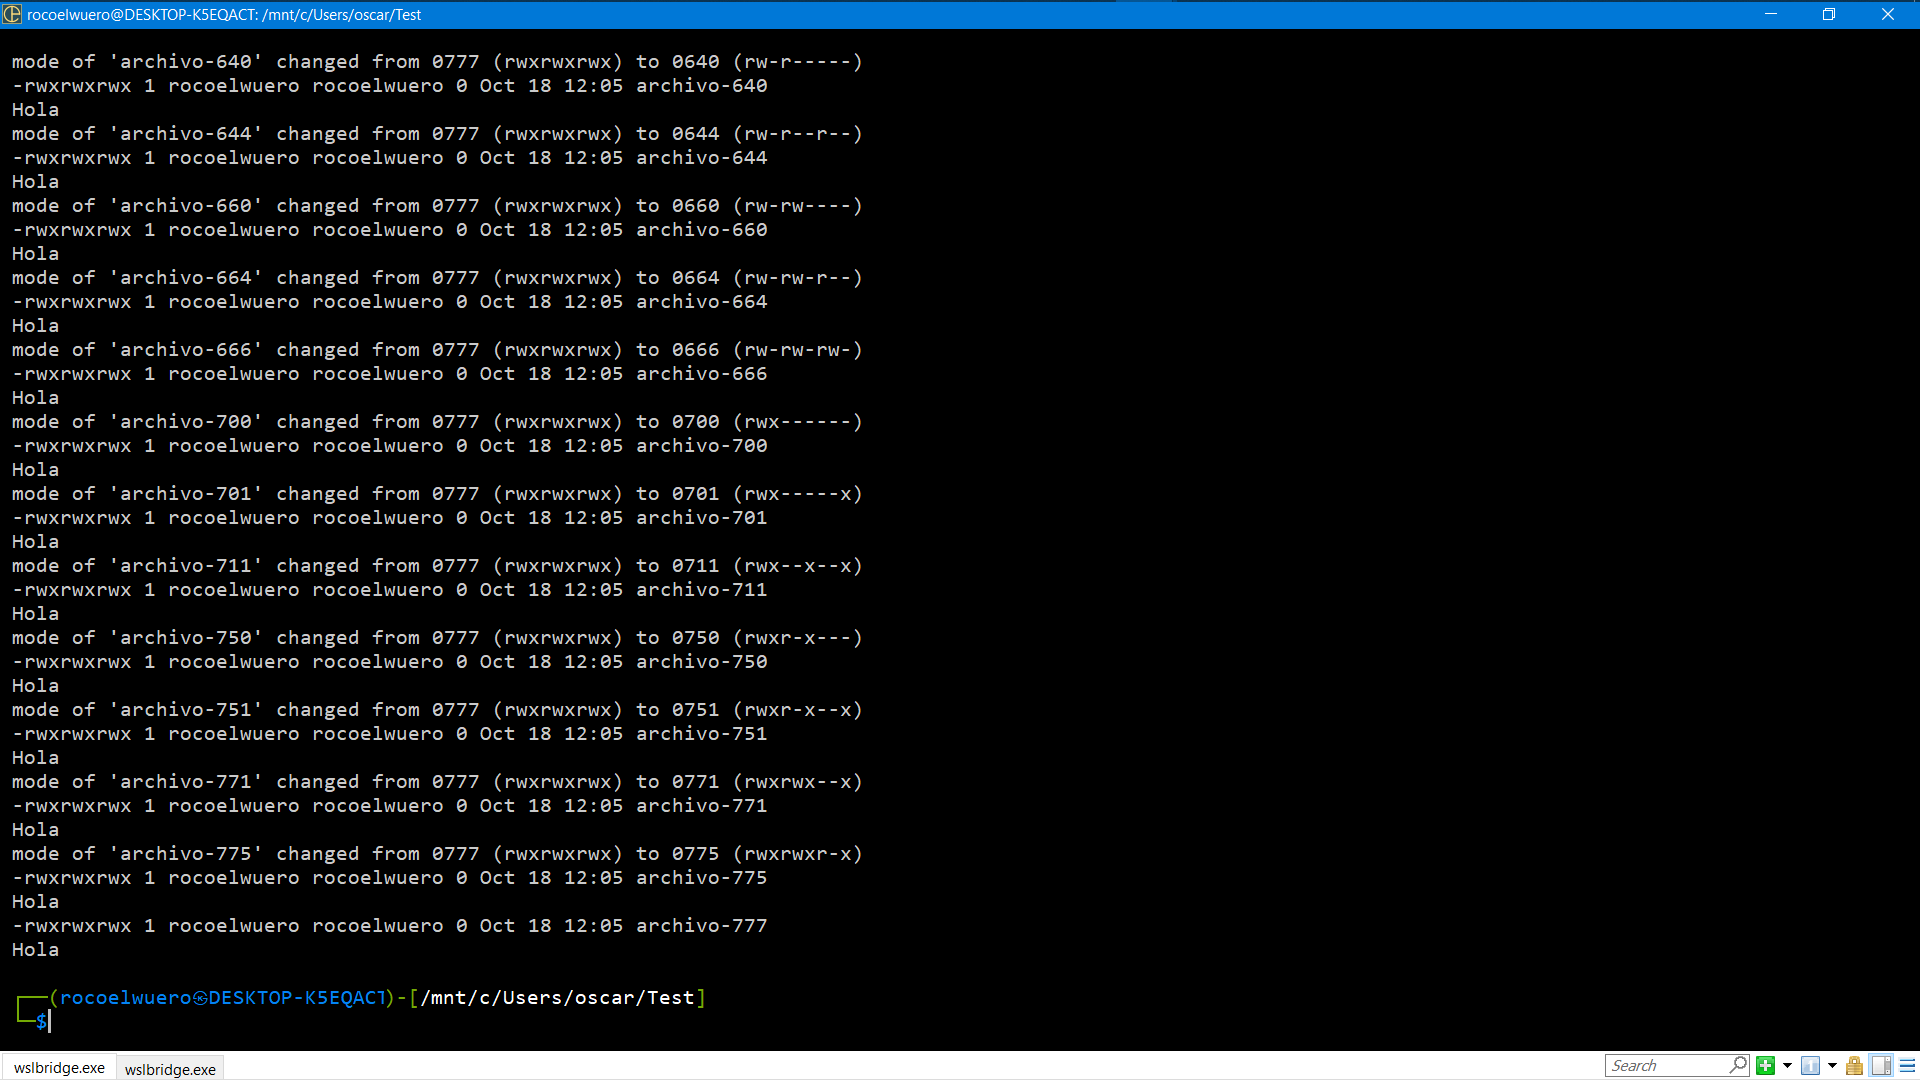 rocoelwuero@DESKTOP-K5EQACT: /mnt/c/Users/oscar/Test
mode of 'archivo-640' changed from 0777 (rwxrwxrwx) to 0640 (rw-r-----)
-rwxrwxrwx 1 rocoelwuero rocoelwuero 0 Oct 18 12:05 archivo-640
Hola
mode of 'archivo-644' changed from 0777 (rwxrwxrwx) to 0644 (rw-r--r--)
-rwxrwxrwx 1 rocoelwuero rocoelwuero 0 Oct 18 12:05 archivo-644
Hola
mode of 'archivo-660' changed from 0777 (rwxrwxrwx) to 0660 (rw-rw----)
-rwxrwxrwx 1 rocoelwuero rocoelwuero 0 Oct 18 12:05 archivo-660
Hola
mode of 'archivo-664' changed from 0777 (rwxrwxrwx) to 0664 (rw-rw-r--)
-rwxrwxrwx 1 rocoelwuero rocoelwuero 0 Oct 18 12:05 archivo-664
Hola
mode of 'archivo-666' changed from 0777 (rwxrwxrwx) to 0666 (rw-rw-rw-)
-rwxrwxrwx 1 rocoelwuero rocoelwuero 0 Oct 18 12:05 archivo-666
Hola
mode of 'archivo-700' changed from 0777 (rwxrwxrwx) to 0700 (rwx------)
-rwxrwxrwx 1 rocoelwuero rocoelwuero 0 Oct 18 12:05 archivo-700
Hola
mode of 'archivo-701' changed from 0777 (rwxrwxrwx) to 0701 (rwx-----x)
-rwxrwxrwx 1 rocoelwuero rocoelwuero 0 Oct 18 12:05 archivo-701
Hola
mode of 'archivo-711' changed from 0777 (rwxrwxrwx) to 0711 (rwx--x--x)
-rwxrwxrwx 1 rocoelwuero rocoelwuero 0 Oct 18 12:05 archivo-711
Hola
mode of 'archivo-750' changed from 0777 (rwxrwxrwx) to 0750 (rwxr-x---)
-rwxrwxrwx 1 rocoelwuero rocoelwuero 0 Oct 18 12:05 archivo-750
Hola
mode of 'archivo-751' changed from 0777 (rwxrwxrwx) to 0751 (rwxr-x--x)
-rwxrwxrwx 1 rocoelwuero rocoelwuero 0 Oct 18 12:05 archivo-751
Hola
mode of 'archivo-771' changed from 0777 (rwxrwxrwx) to 0771 (rwxrwx--x)
-rwxrwxrwx 1 rocoelwuero rocoelwuero 0 Oct 18 12:05 archivo-771
Hola
mode of 'archivo-775' changed from 0777 (rwxrwxrwx) to 0775 (rwxrwxr-x)
-rwxrwxrwx 1 rocoelwuero rocoelwuero 0 Oct 18 12:05 archivo-775
Hola
-rwxrwxrwx 1 rocoelwuero rocoelwuero 0 Oct 18 12:05 archivo-777
Hola
┌──(rocoelwuero㉿DESKTOP-K5EQACT)-[/mnt/c/Users/oscar/Test]
└─$
wslbridge.exe wslbridge.exe Search